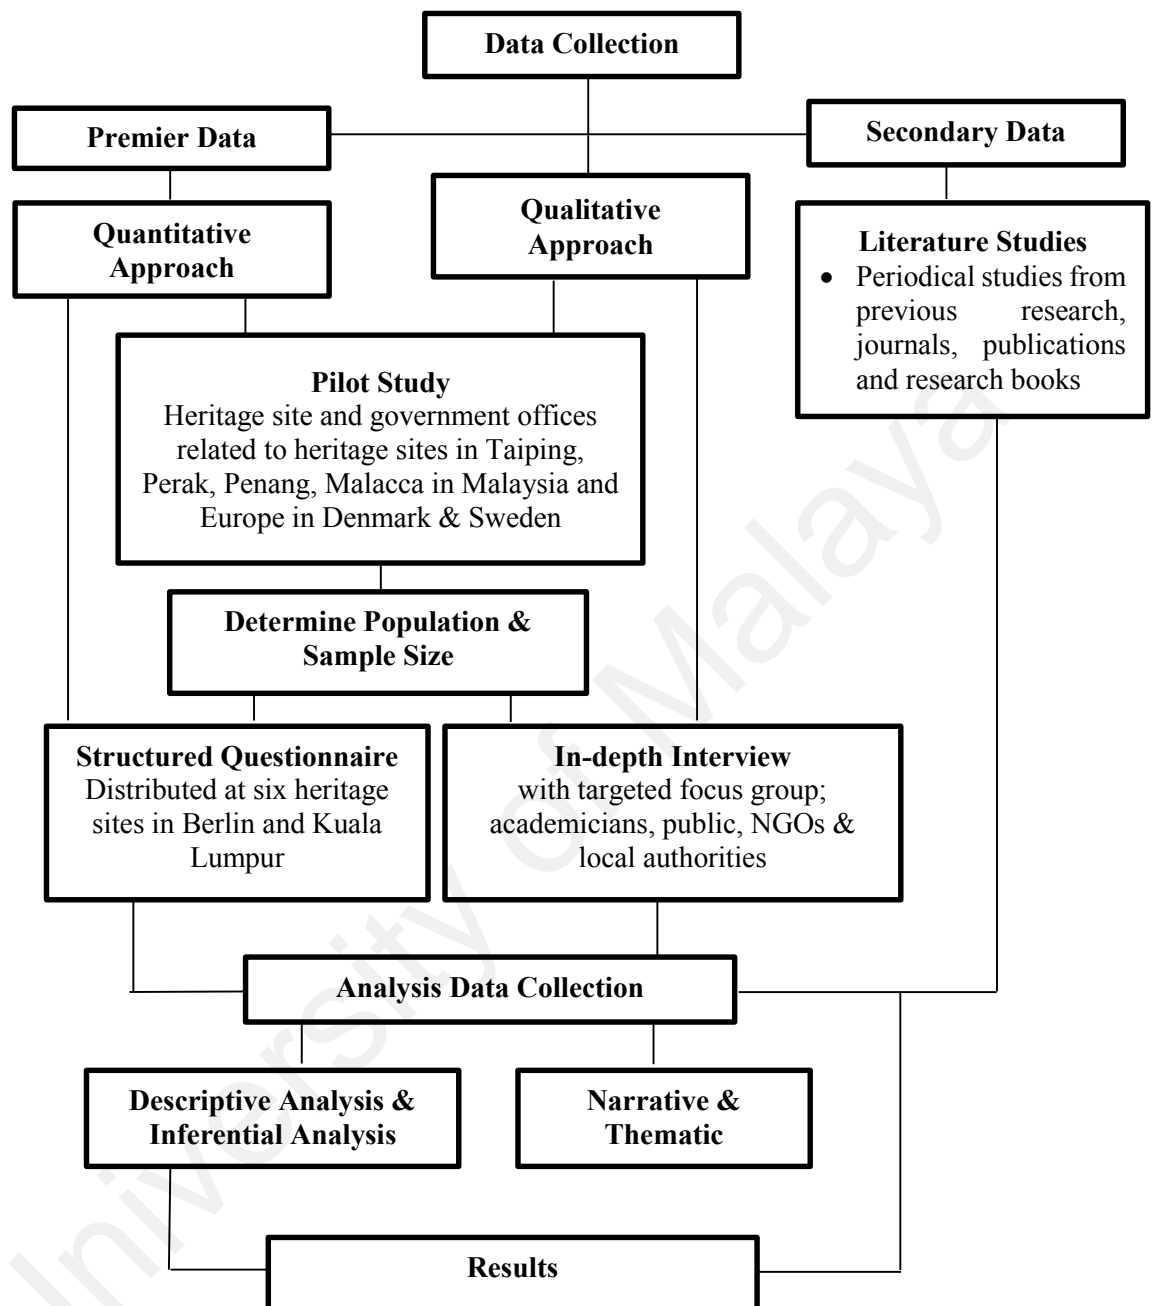 Data Collection
Premier Data
Secondary Data
Quantitative
Approach
Qualitative
Approach
Literature Studies
• Periodical studies from
previous research,
journals, publications
and research books
Pilot Study
Heritage site and government offices
related to heritage sites in Taiping,
Perak, Penang, Malacca in Malaysia and
Europe in Denmark & Sweden
Determine Population &
Sample Size
Structured Questionnaire
Distributed at six heritage
sites in Berlin and Kuala
Lumpur
In-depth Interview
with targeted focus group;
academicians, public, NGOs &
local authorities
Analysis Data Collection
Descriptive Analysis &
Inferential Analysis
Narrative &
Thematic
Results
University of Malaya